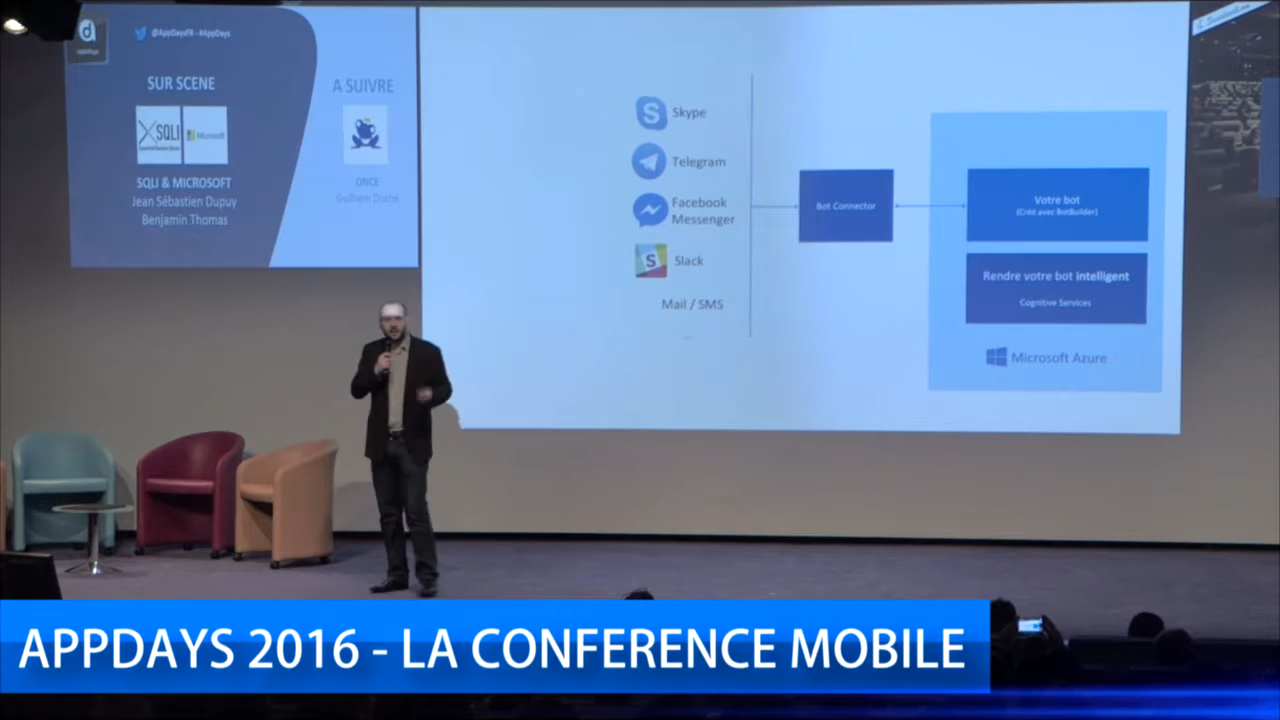 @AppDaysFR - #AppDays
SUR SCENE
A SUIVRE
SQLI
Microsoft
SQLI & MICROSOFT
Jean Sébastien Dupuy
Benjamin Thomas
ONCE
Skype
Telegram
Facebook
Messenger
Slack
Mail / SMS
...
Bot Connector
Votre bot
(Créé avec BotBuilder)
Rendre votre bot intelligent
Cognitive Services
Microsoft Azure
APPDAYS 2016 - LA CONFERENCE MOBILE